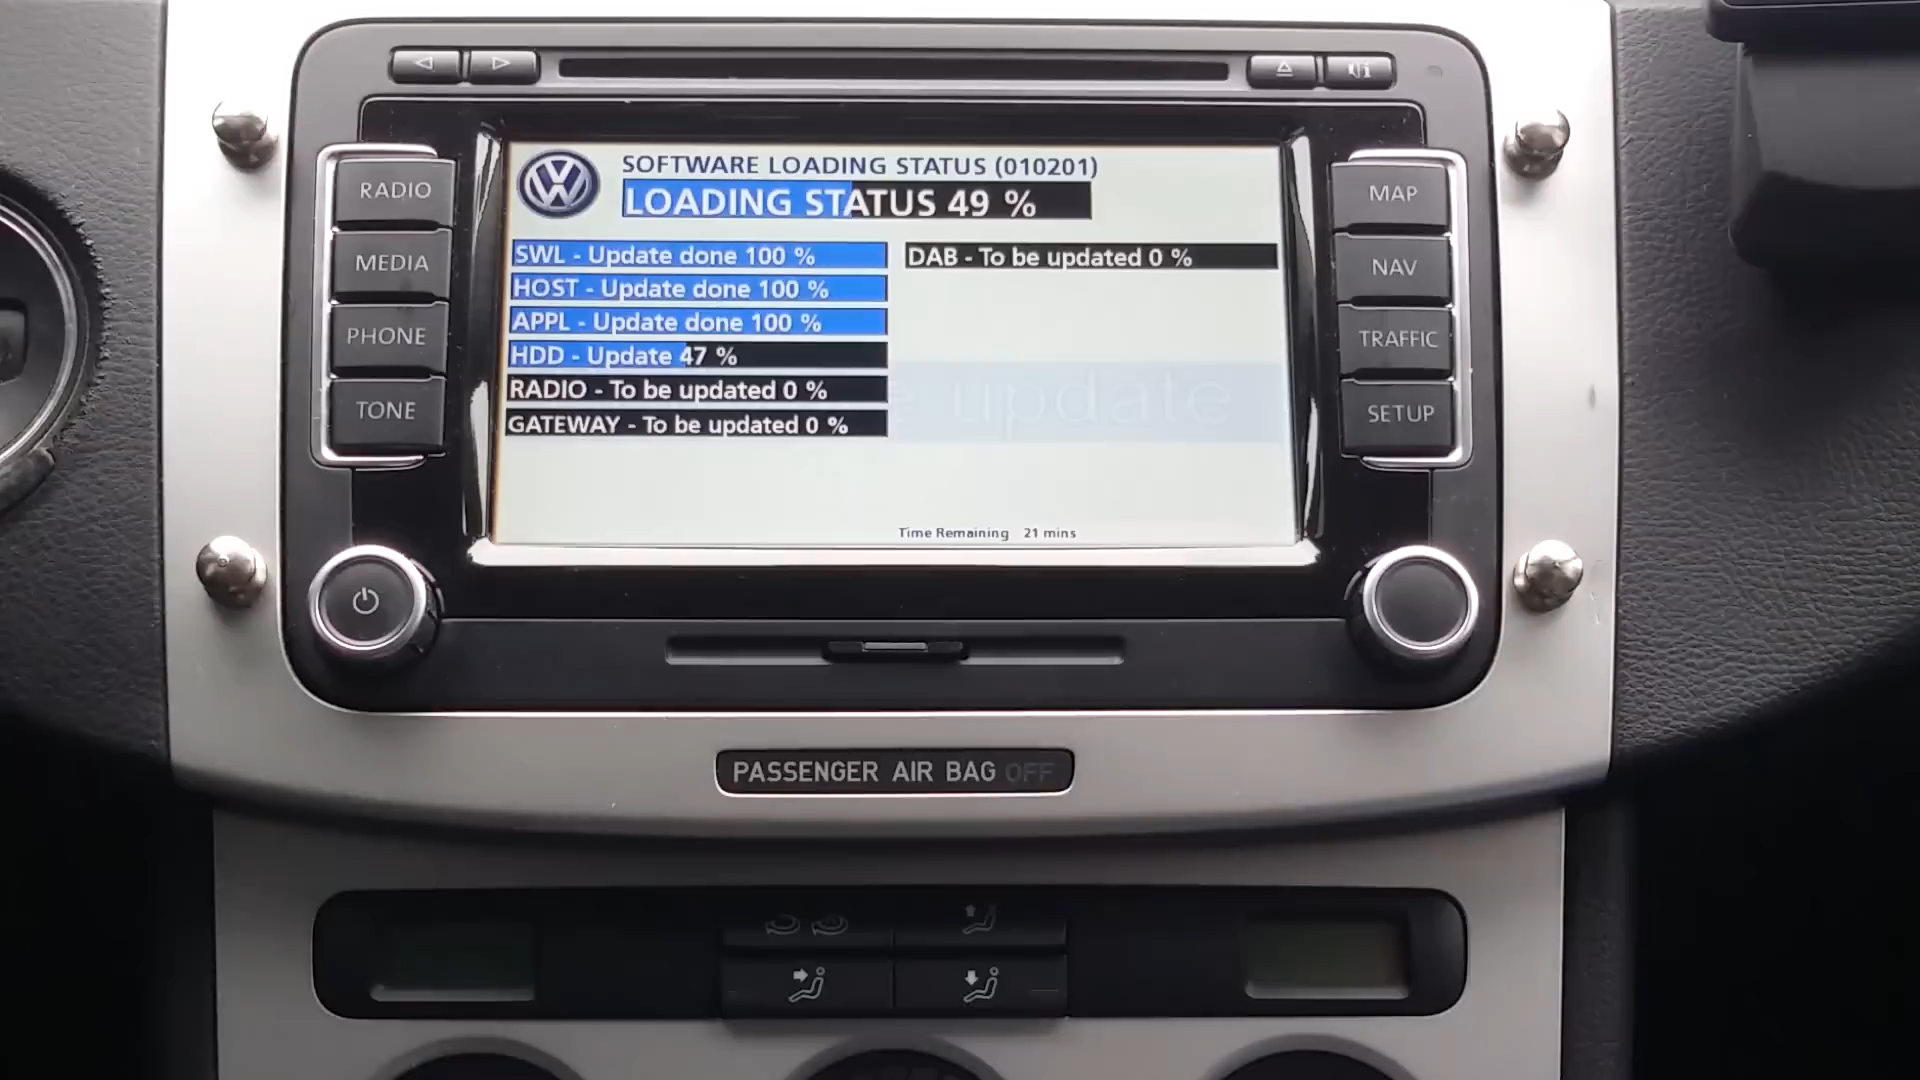 RADIO
MEDIA
PHONE
TONE
SOFTWARE LOADING STATUS (010201)
LOADING STATUS 49 %
SWL - Update done 100 %
HOST - Update done 100 %
APPL - Update done 100 %
HDD - Update 47 %
RADIO - To be updated 0 %
GATEWAY - To be updated 0 %
DAB - To be updated 0 %
update
Time Remaining 21 mins
MAP
NAV
TRAFFIC
SETUP
PASSENGER AIR BAG OFF